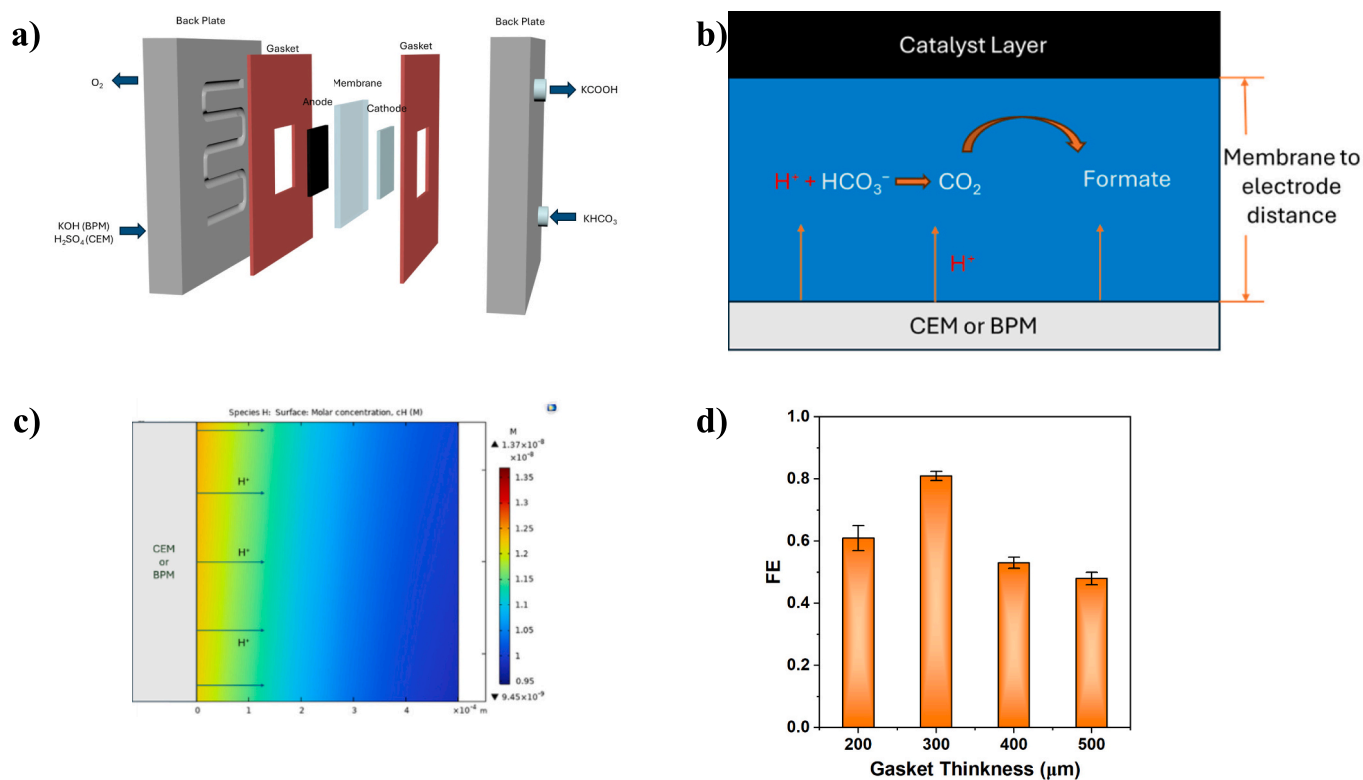 a)
Back Plate
Gasket
Anode
Membrane
Cathode
Gasket
Back Plate
O₂
KOH (BPM)
H₂SO₄ (CEM)
KCOOH
KHCO₃
b)
Catalyst Layer
H⁺ + HCO₃⁻ CO₂
Formate
H⁺
CEM or BPM
Membrane to
electrode
distance
c)
Species H: Surface: Molar concentration, cH (M)
CEM
or
BPM
H⁺
H⁺
H⁺
0 1 2 3 4 ×10⁻⁴ m
M
▲ 1.37×10⁻⁸
×10⁻⁸
1.35
1.3
1.25
1.2
1.15
1.1
1.05
1
0.95
▼ 9.45×10⁻⁹
d)
FE
1.0
0.8
0.6
0.4
0.2
0.0
200 300 400 500
Gasket Thinkness (μm)